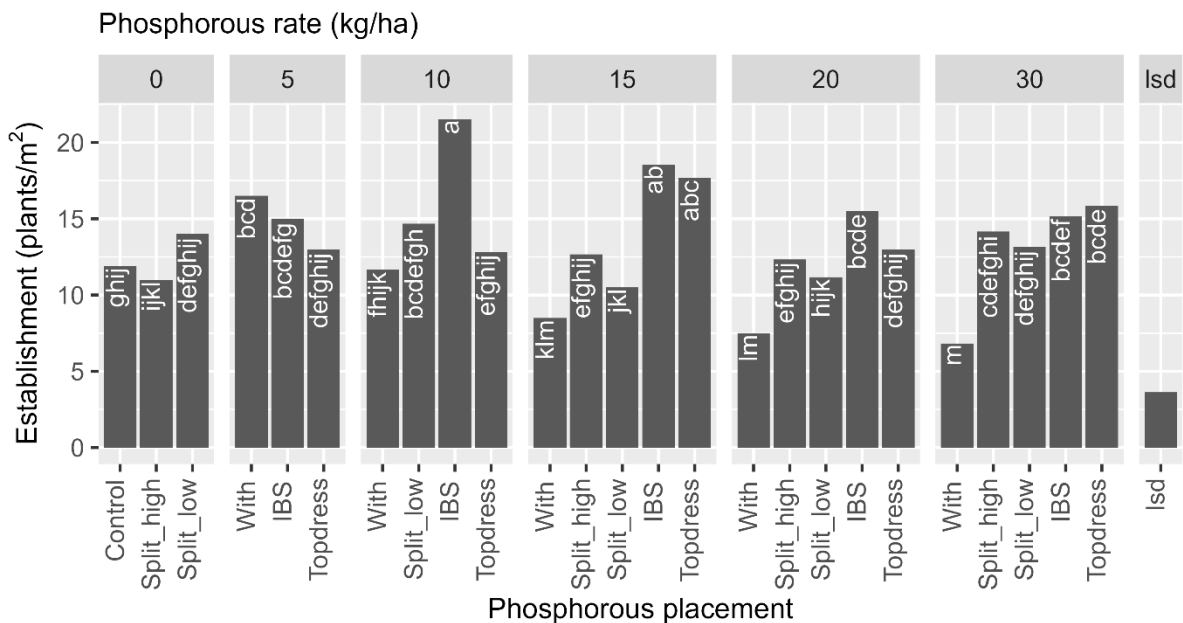 Phosphorous rate (kg/ha)
0 5 10 15 20 30 lsd
Establishment (plants/m²)
20
15
10
5
0
ghij ijkl defghij
bcd bcdefg defghij
fhijk bcdefgh a efghij
klm efghij jkl ab abc
lm efghij hijk bcde defghij
m cdefghi defghij bcdef bcde
Control Split_high Split_low
With IBS Topdress
With Split_low IBS Topdress
With Split_high Split_low IBS Topdress
With Split_high Split_low IBS Topdress
With Split_high Split_low IBS Topdress
lsd
Phosphorous placement